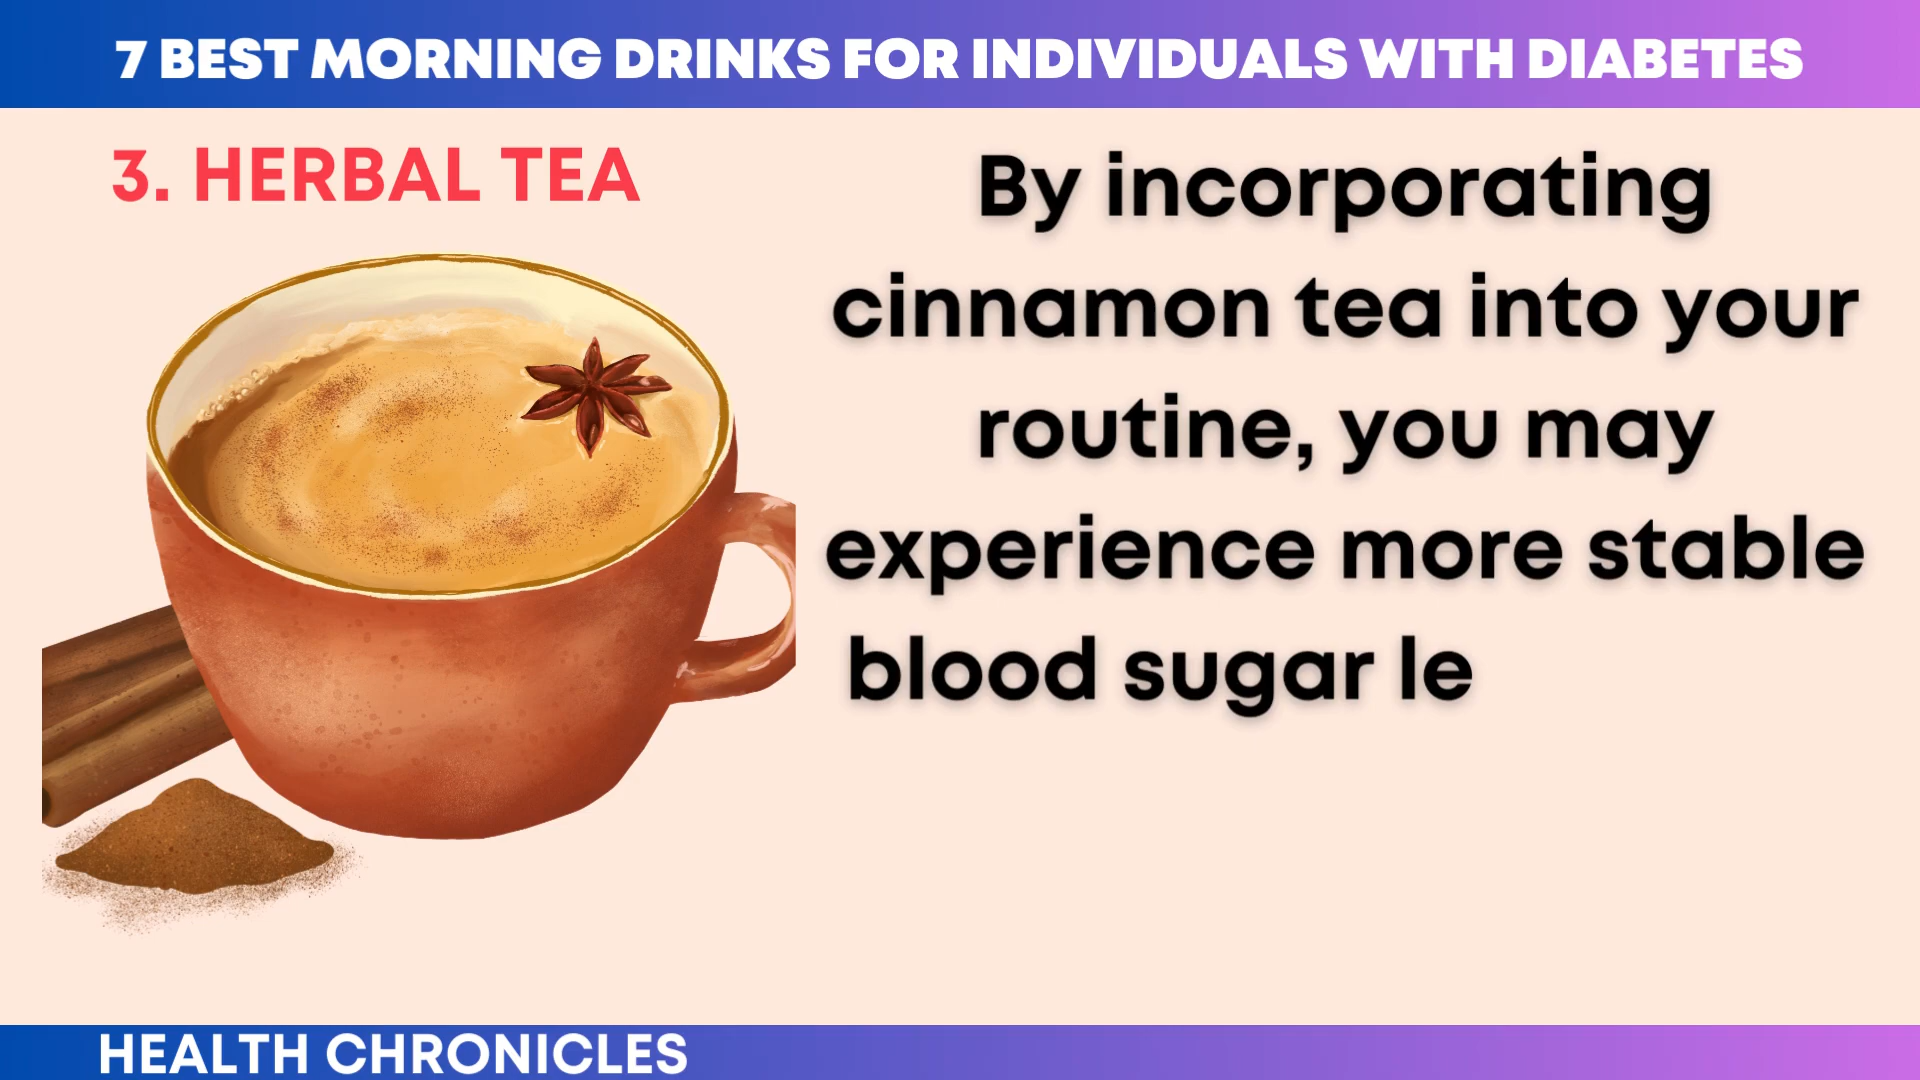 7 BEST MORNING DRINKS FOR INDIVIDUALS WITH DIABETES
3. HERBAL TEA
By incorporating
cinnamon tea into your
routine, you may
experience more stable
blood sugar le
HEALTH CHRONICLES